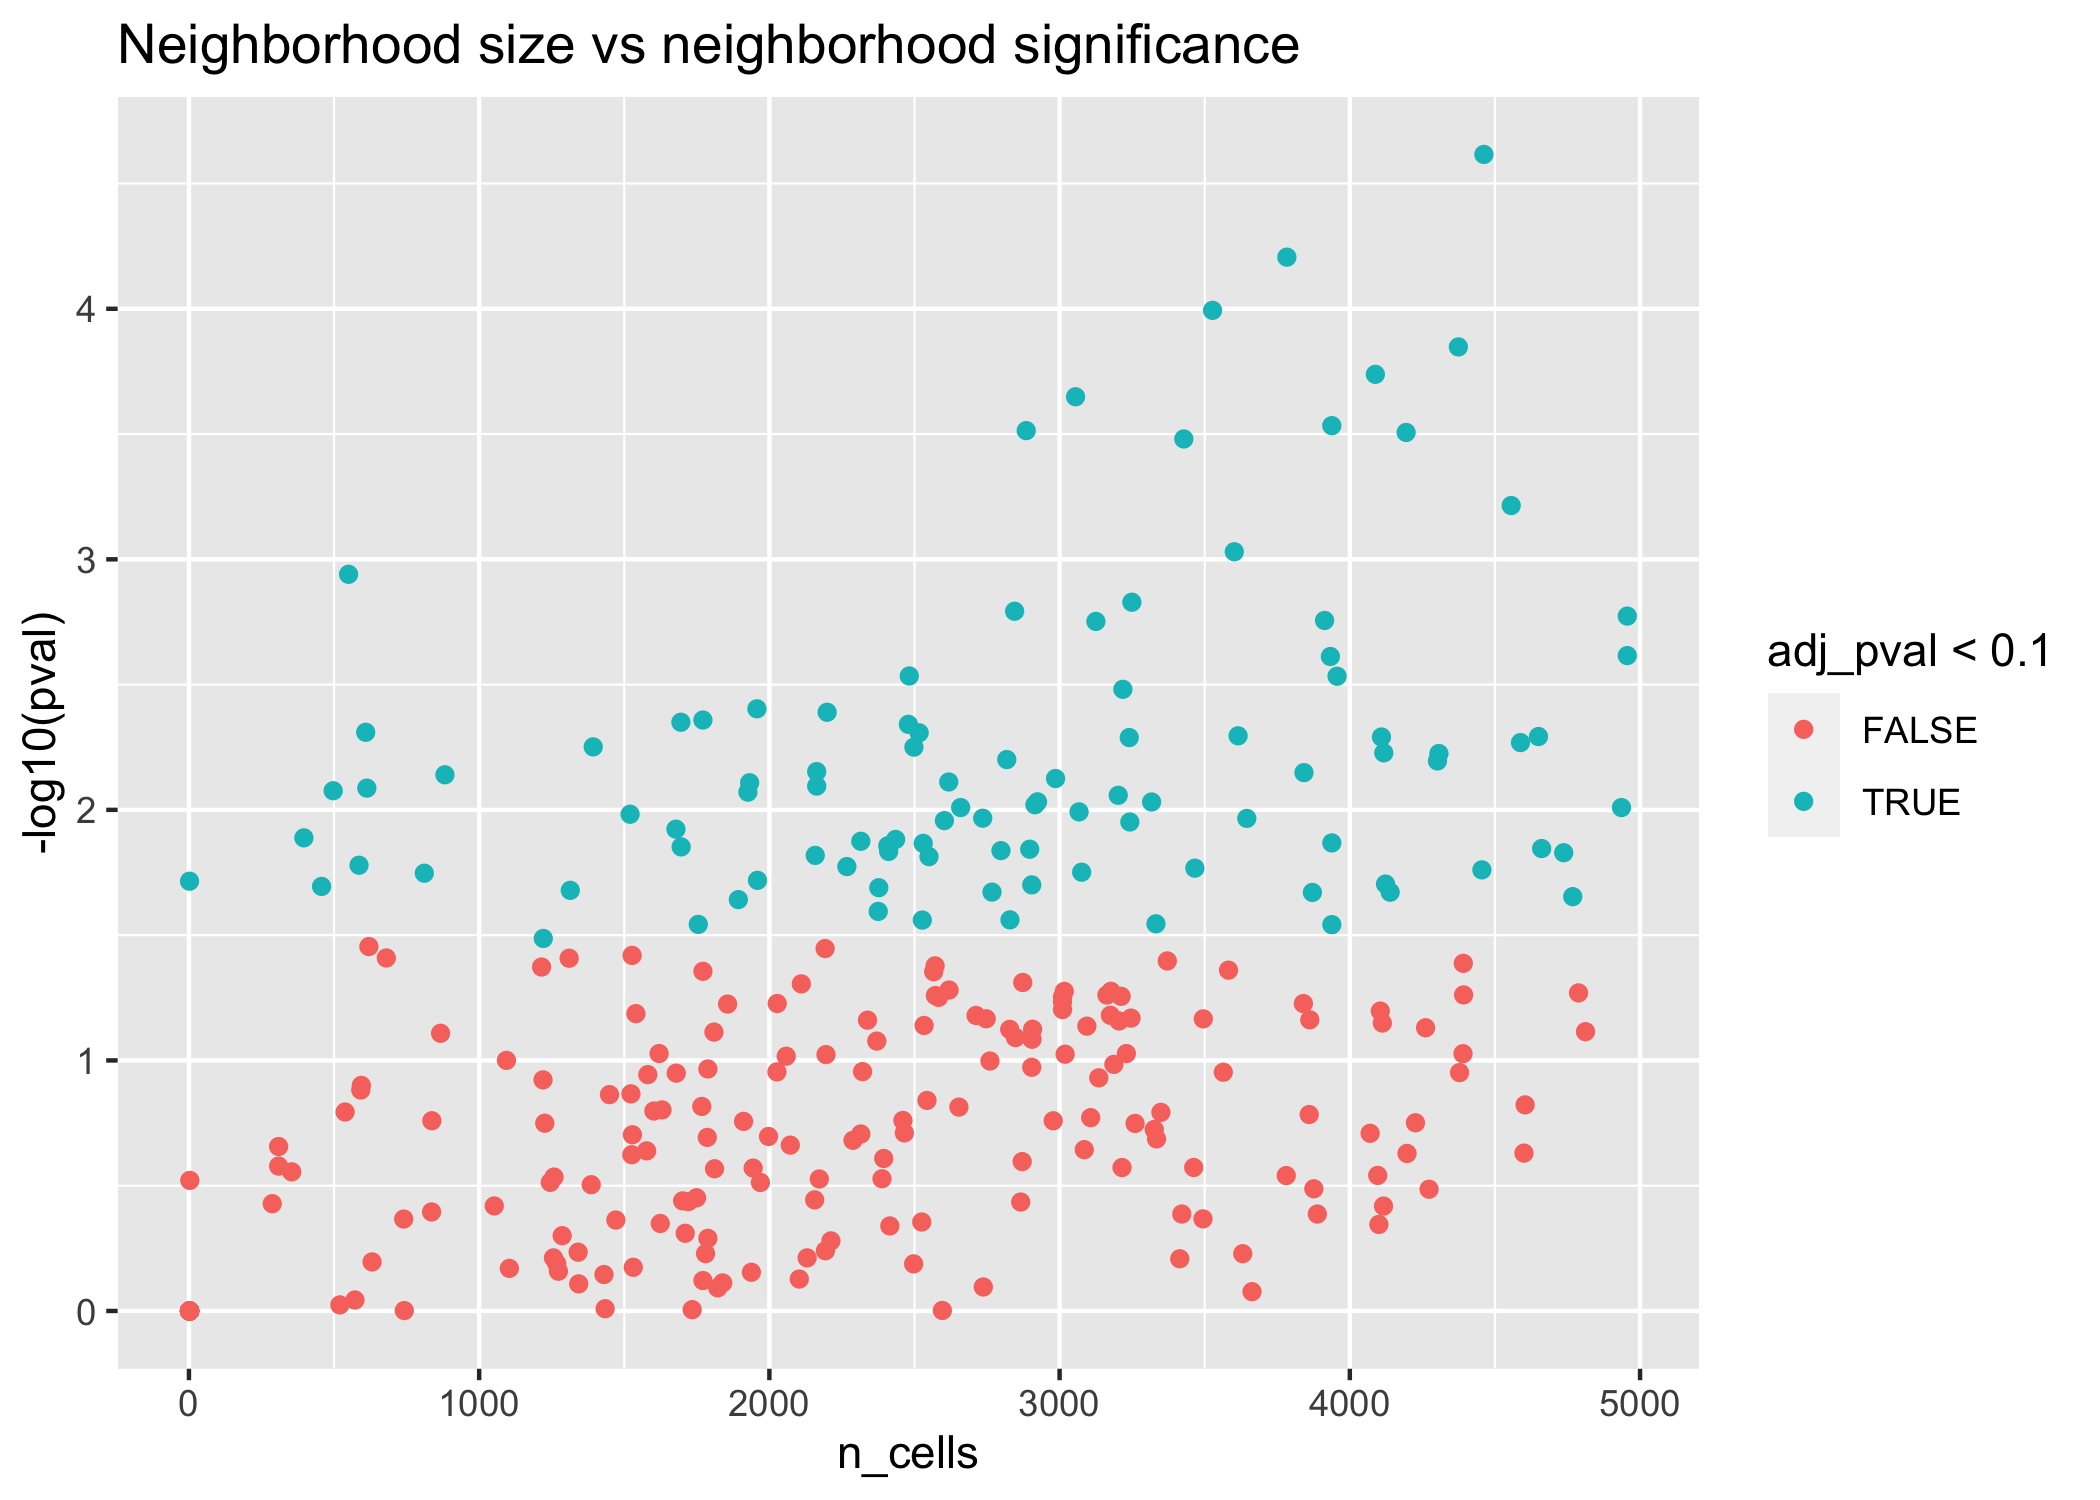 Neighborhood size vs neighborhood significance
-log10(pval)
4
3
2
1
0
0 1000 2000 3000 4000 5000
n_cells
adj_pval < 0.1
FALSE
TRUE